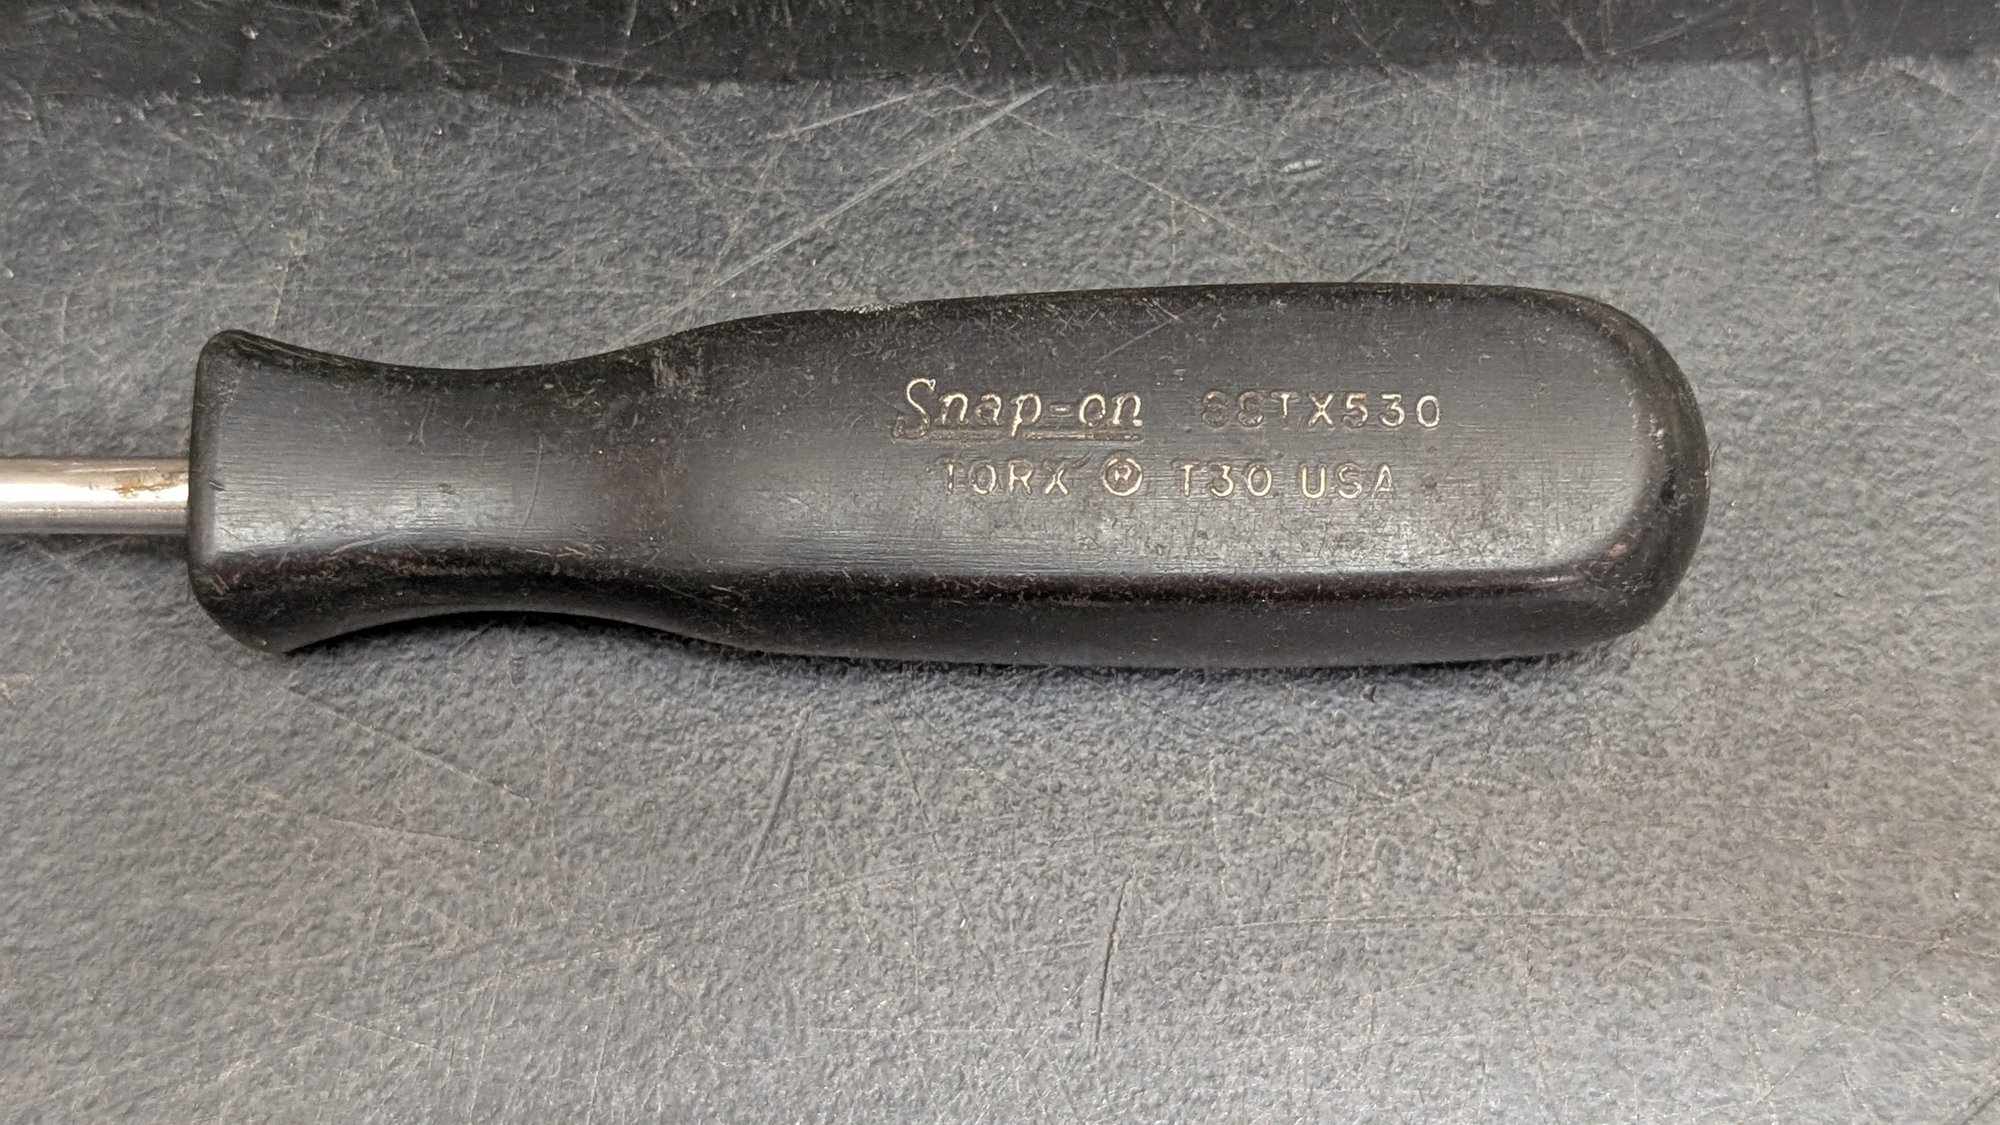 Snap-on SSTX530
TORX ® T30 USA